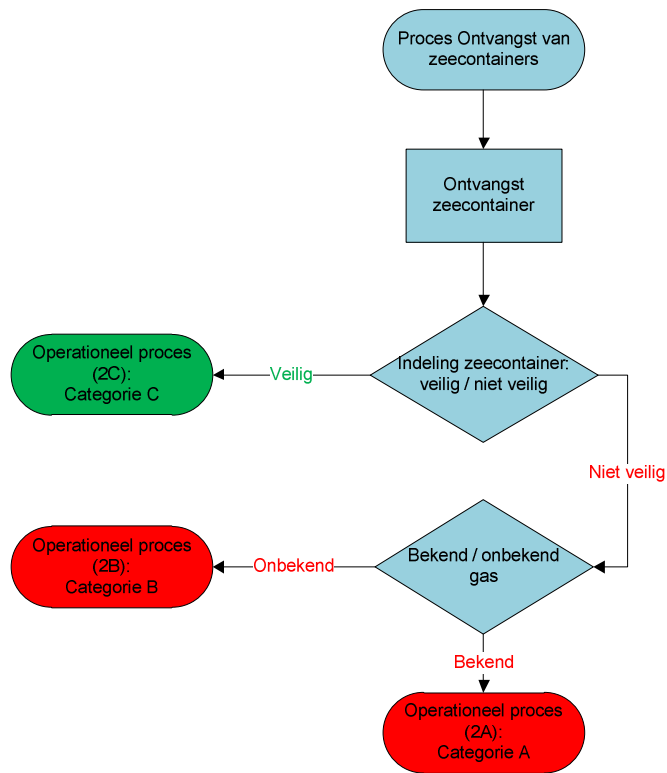 Proces Ontvangst van
zeecontainers
Ontvangst
zeecontainer
Indeling zeecontainer:
veilig / niet veilig
Veilig
Operationeel proces
(2C):
Categorie C
Niet veilig
Bekend / onbekend
gas
Onbekend
Operationeel proces
(2B):
Categorie B
Bekend
Operationeel proces
(2A):
Categorie A